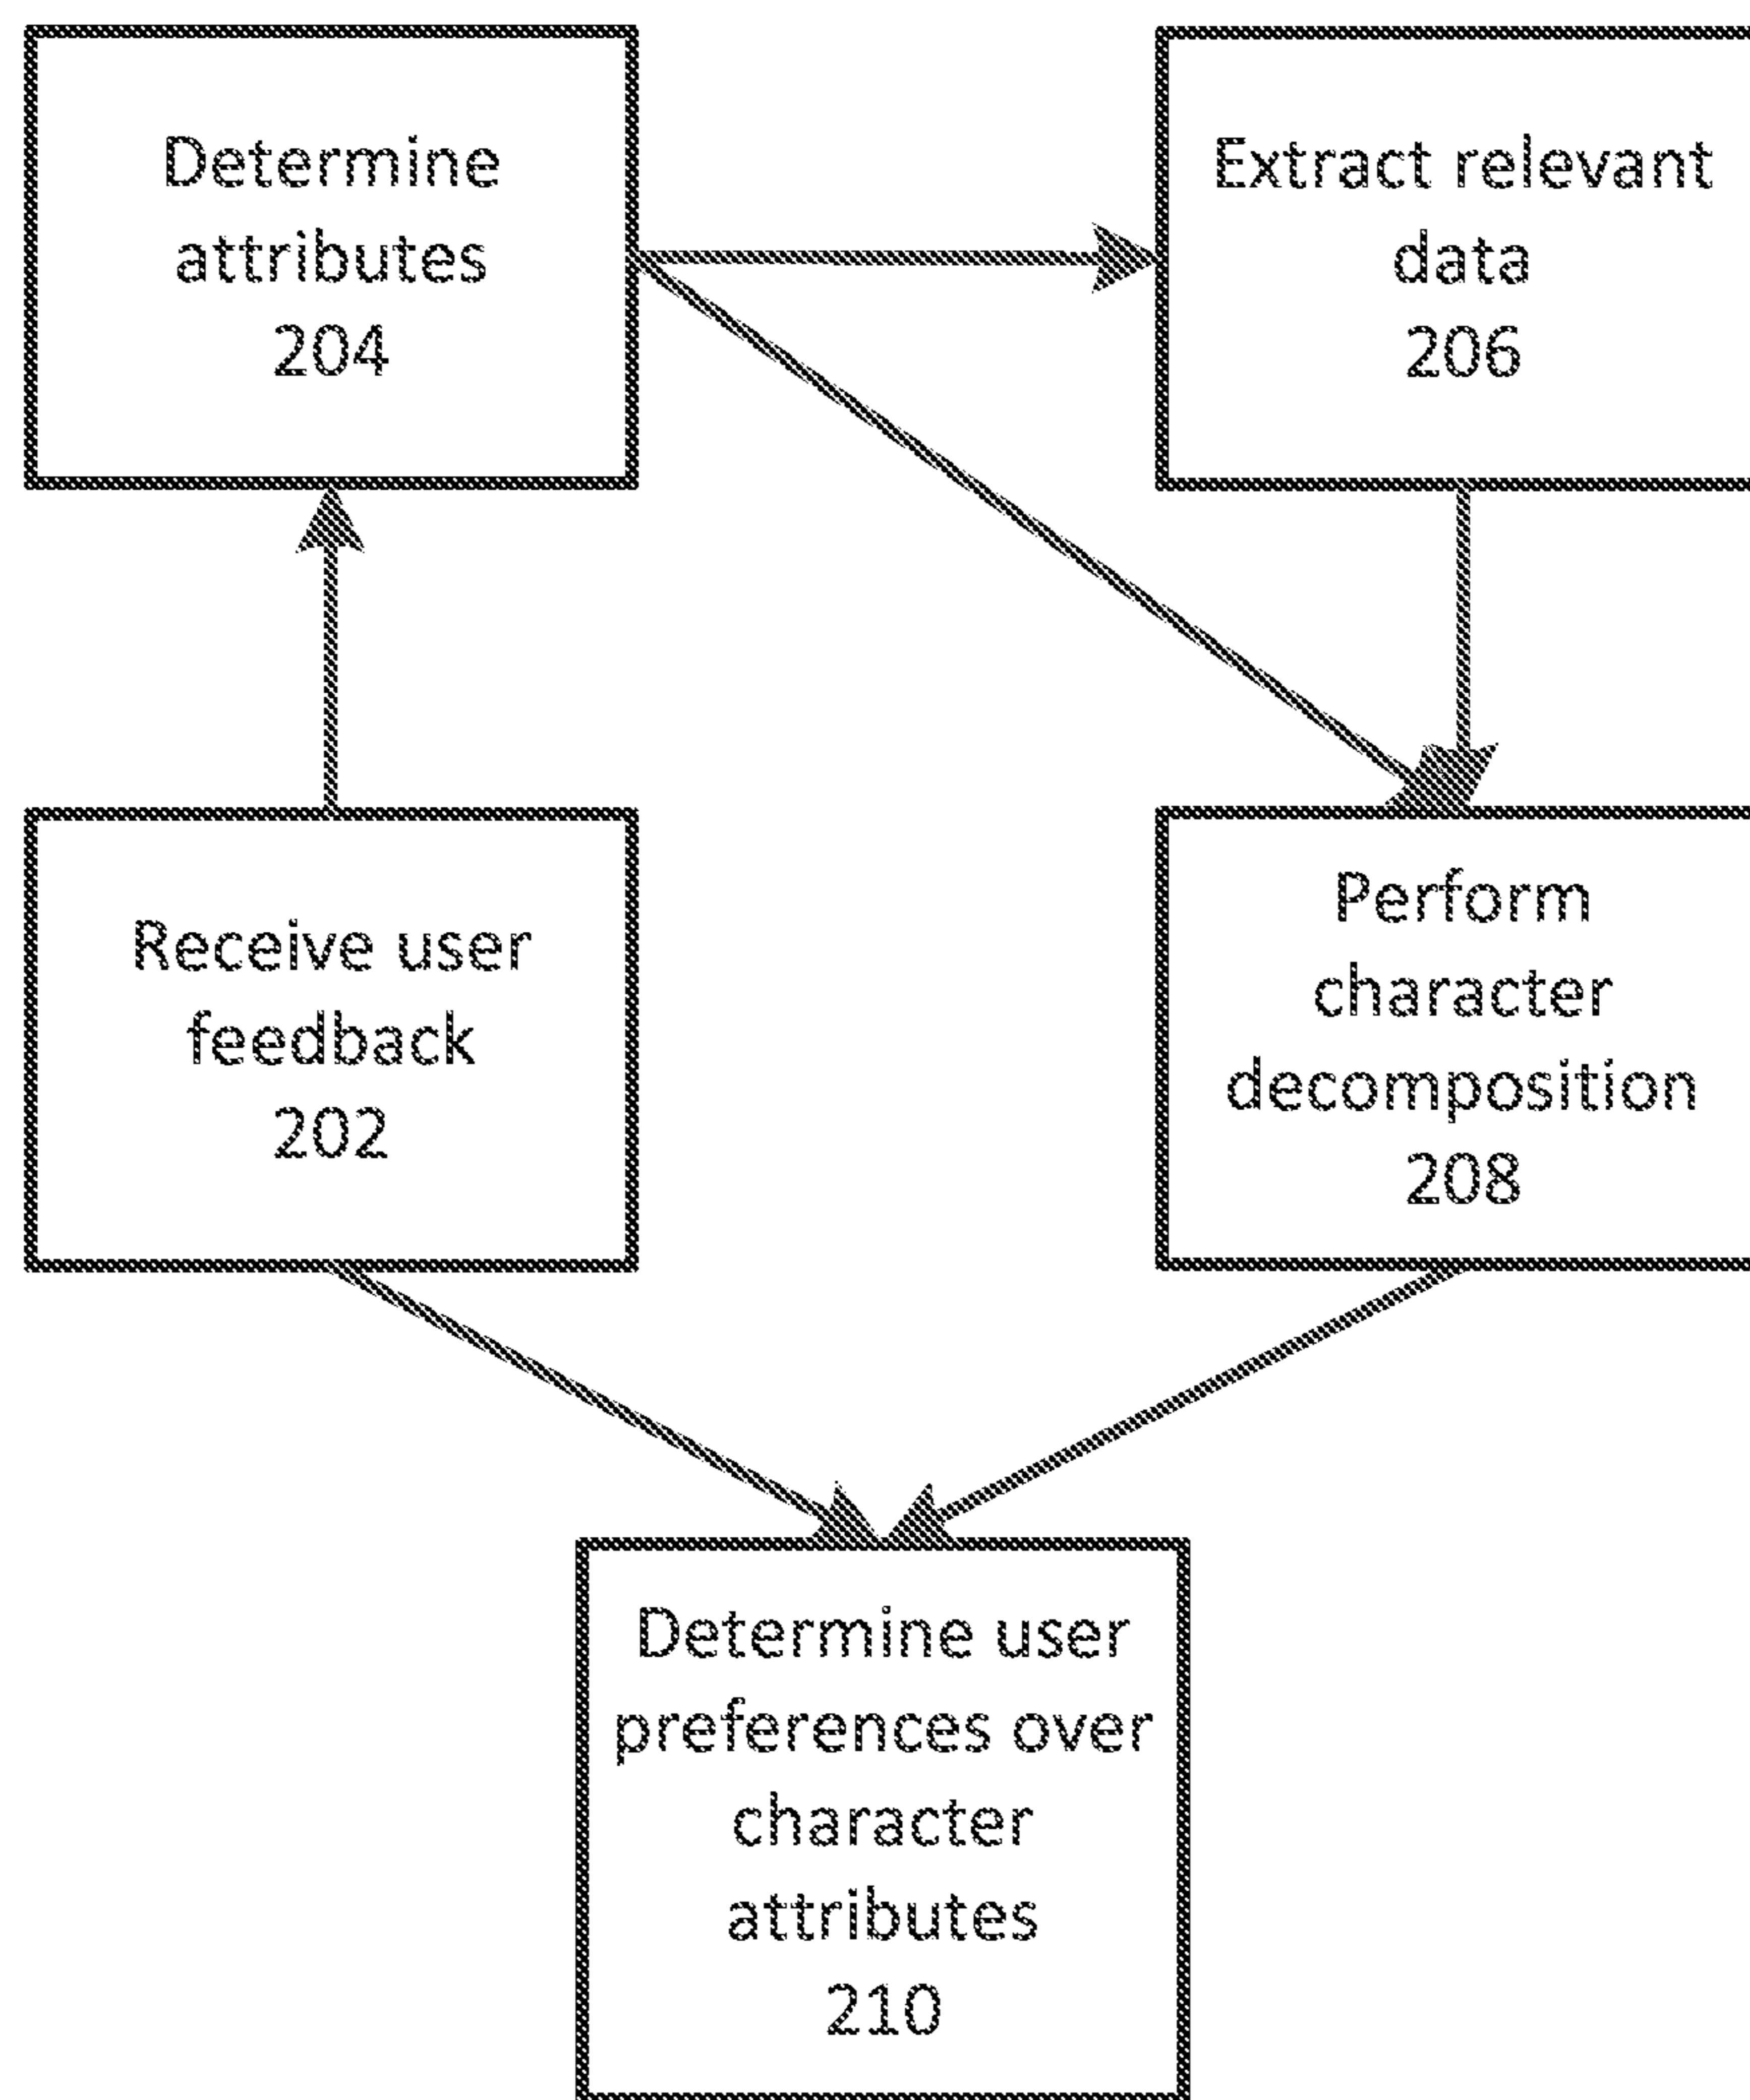 Determine
attributes
204
Extract relevant
data
206
Receive user
feedback
202
Perform
character
decomposition
208
Determine user
preferences over
character
attributes
210